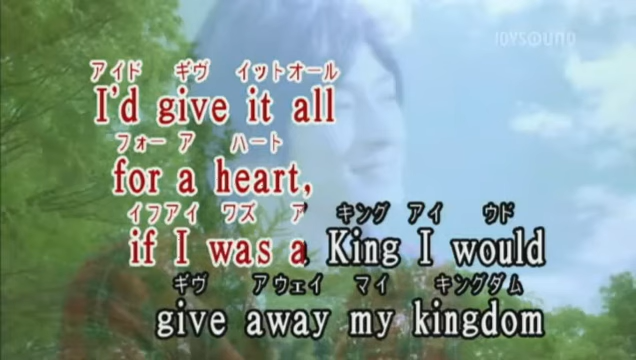 JOYSOUND
アイド ギヴ イットオール
I'd give it all
フォー ア ハート
for a heart,
イフアイ ワズ ア キング アイ ウド
if I was a King I would
ギヴ アウェイ マイ キングダム
give away my kingdom